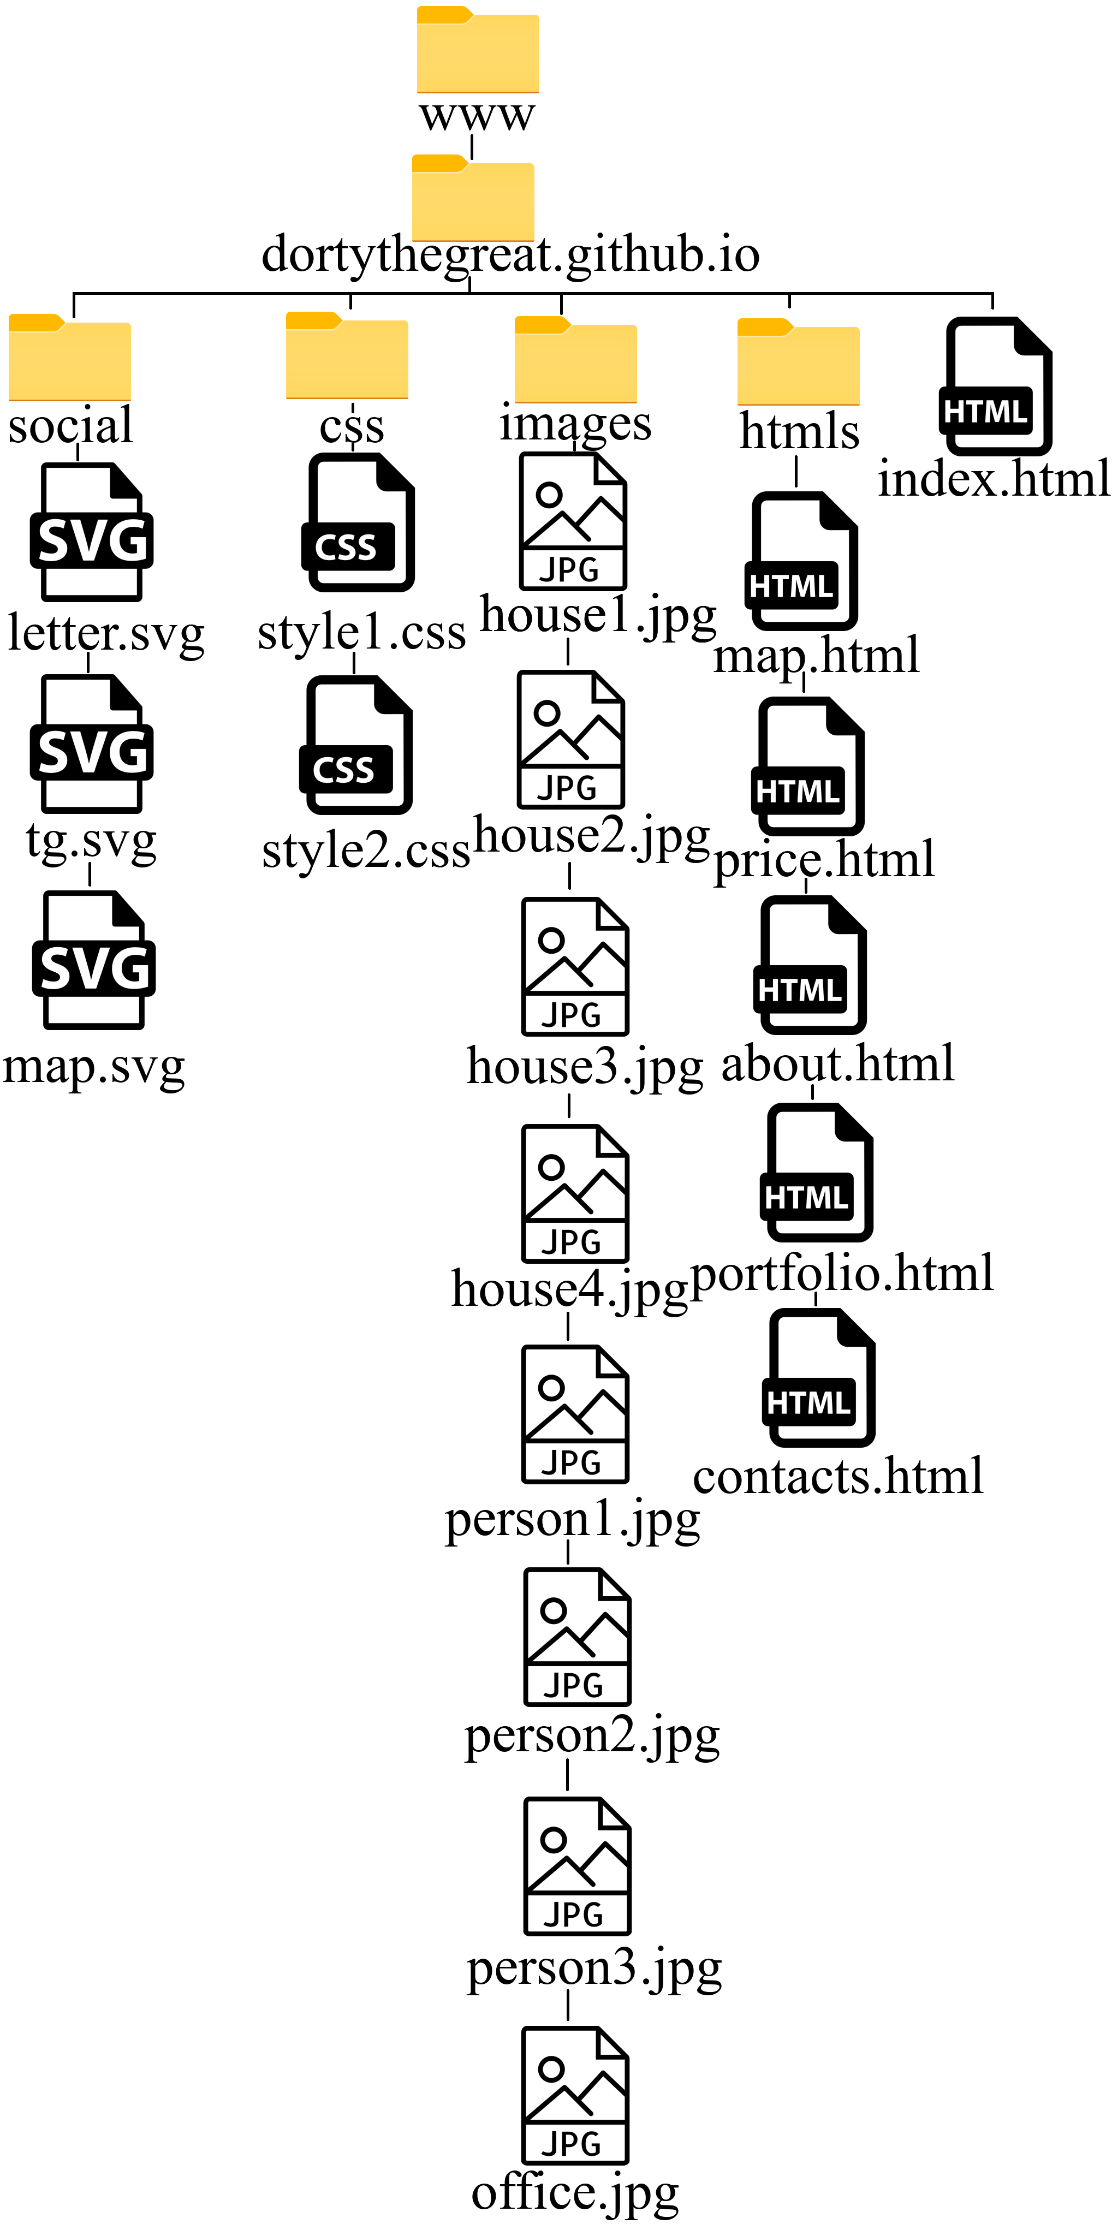 www
dortythegreat.github.io
social
css
images
htmls
HTML
index.html
SVG
letter.svg
SVG
tg.svg
SVG
map.svg
CSS
style1.css
CSS
style2.css
JPG
house1.jpg
JPG
house2.jpg
JPG
house3.jpg
JPG
house4.jpg
JPG
person1.jpg
JPG
person2.jpg
JPG
person3.jpg
JPG
office.jpg
HTML
map.html
HTML
price.html
HTML
about.html
HTML
portfolio.html
HTML
contacts.html